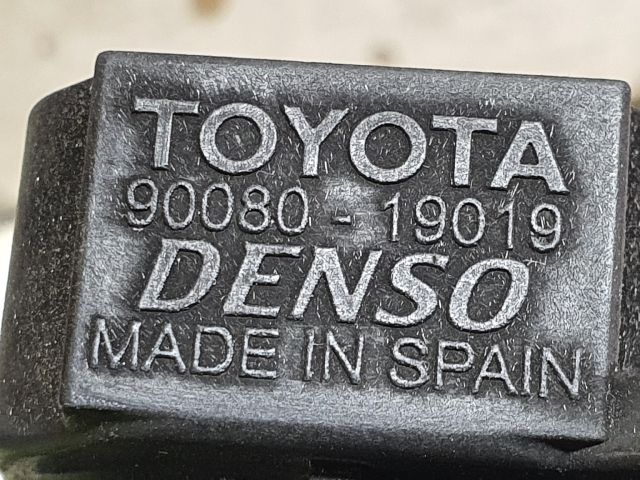 TOYOTA
90080 - 19019
DENSO
MADE IN SPAIN